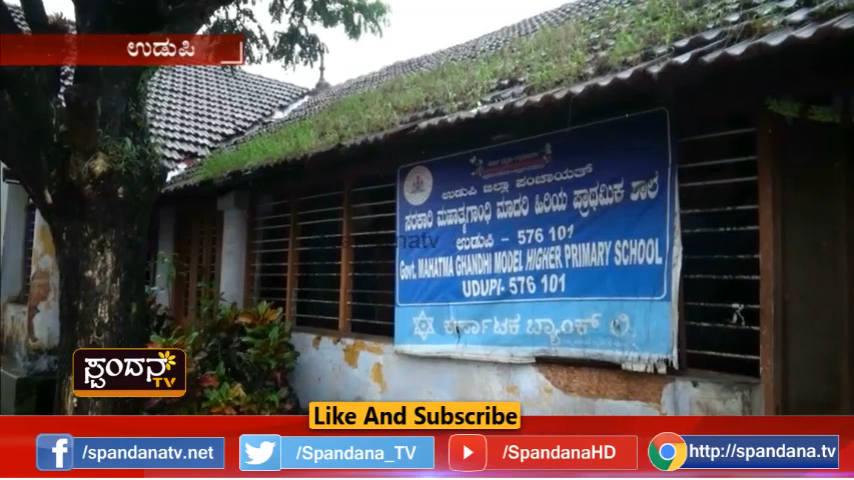 ಉಡುಪಿ
ಉಡುಪಿ ಜಿಲ್ಲಾ ಪಂಚಾಯತ್
ಸರಕಾರಿ ಮಹಾತ್ಮಗಾಂಧಿ ಮಾದರಿ ಹಿರಿಯ ಪ್ರಾಥಮಿಕ ಶಾಲೆ
ಉಡುಪಿ - 576 101
Govt. MAHATMA GHANDHI MODEL HIGHER PRIMARY SCHOOL
UDUPI- 576 101
ಕರ್ನಾಟಕ ಬ್ಯಾಂಕ್ ಲಿ
ಸ್ಪಂದನ
TV
Like And Subscribe
/spandanatv.net
/Spandana_TV
/SpandanaHD
http://spandana.tv